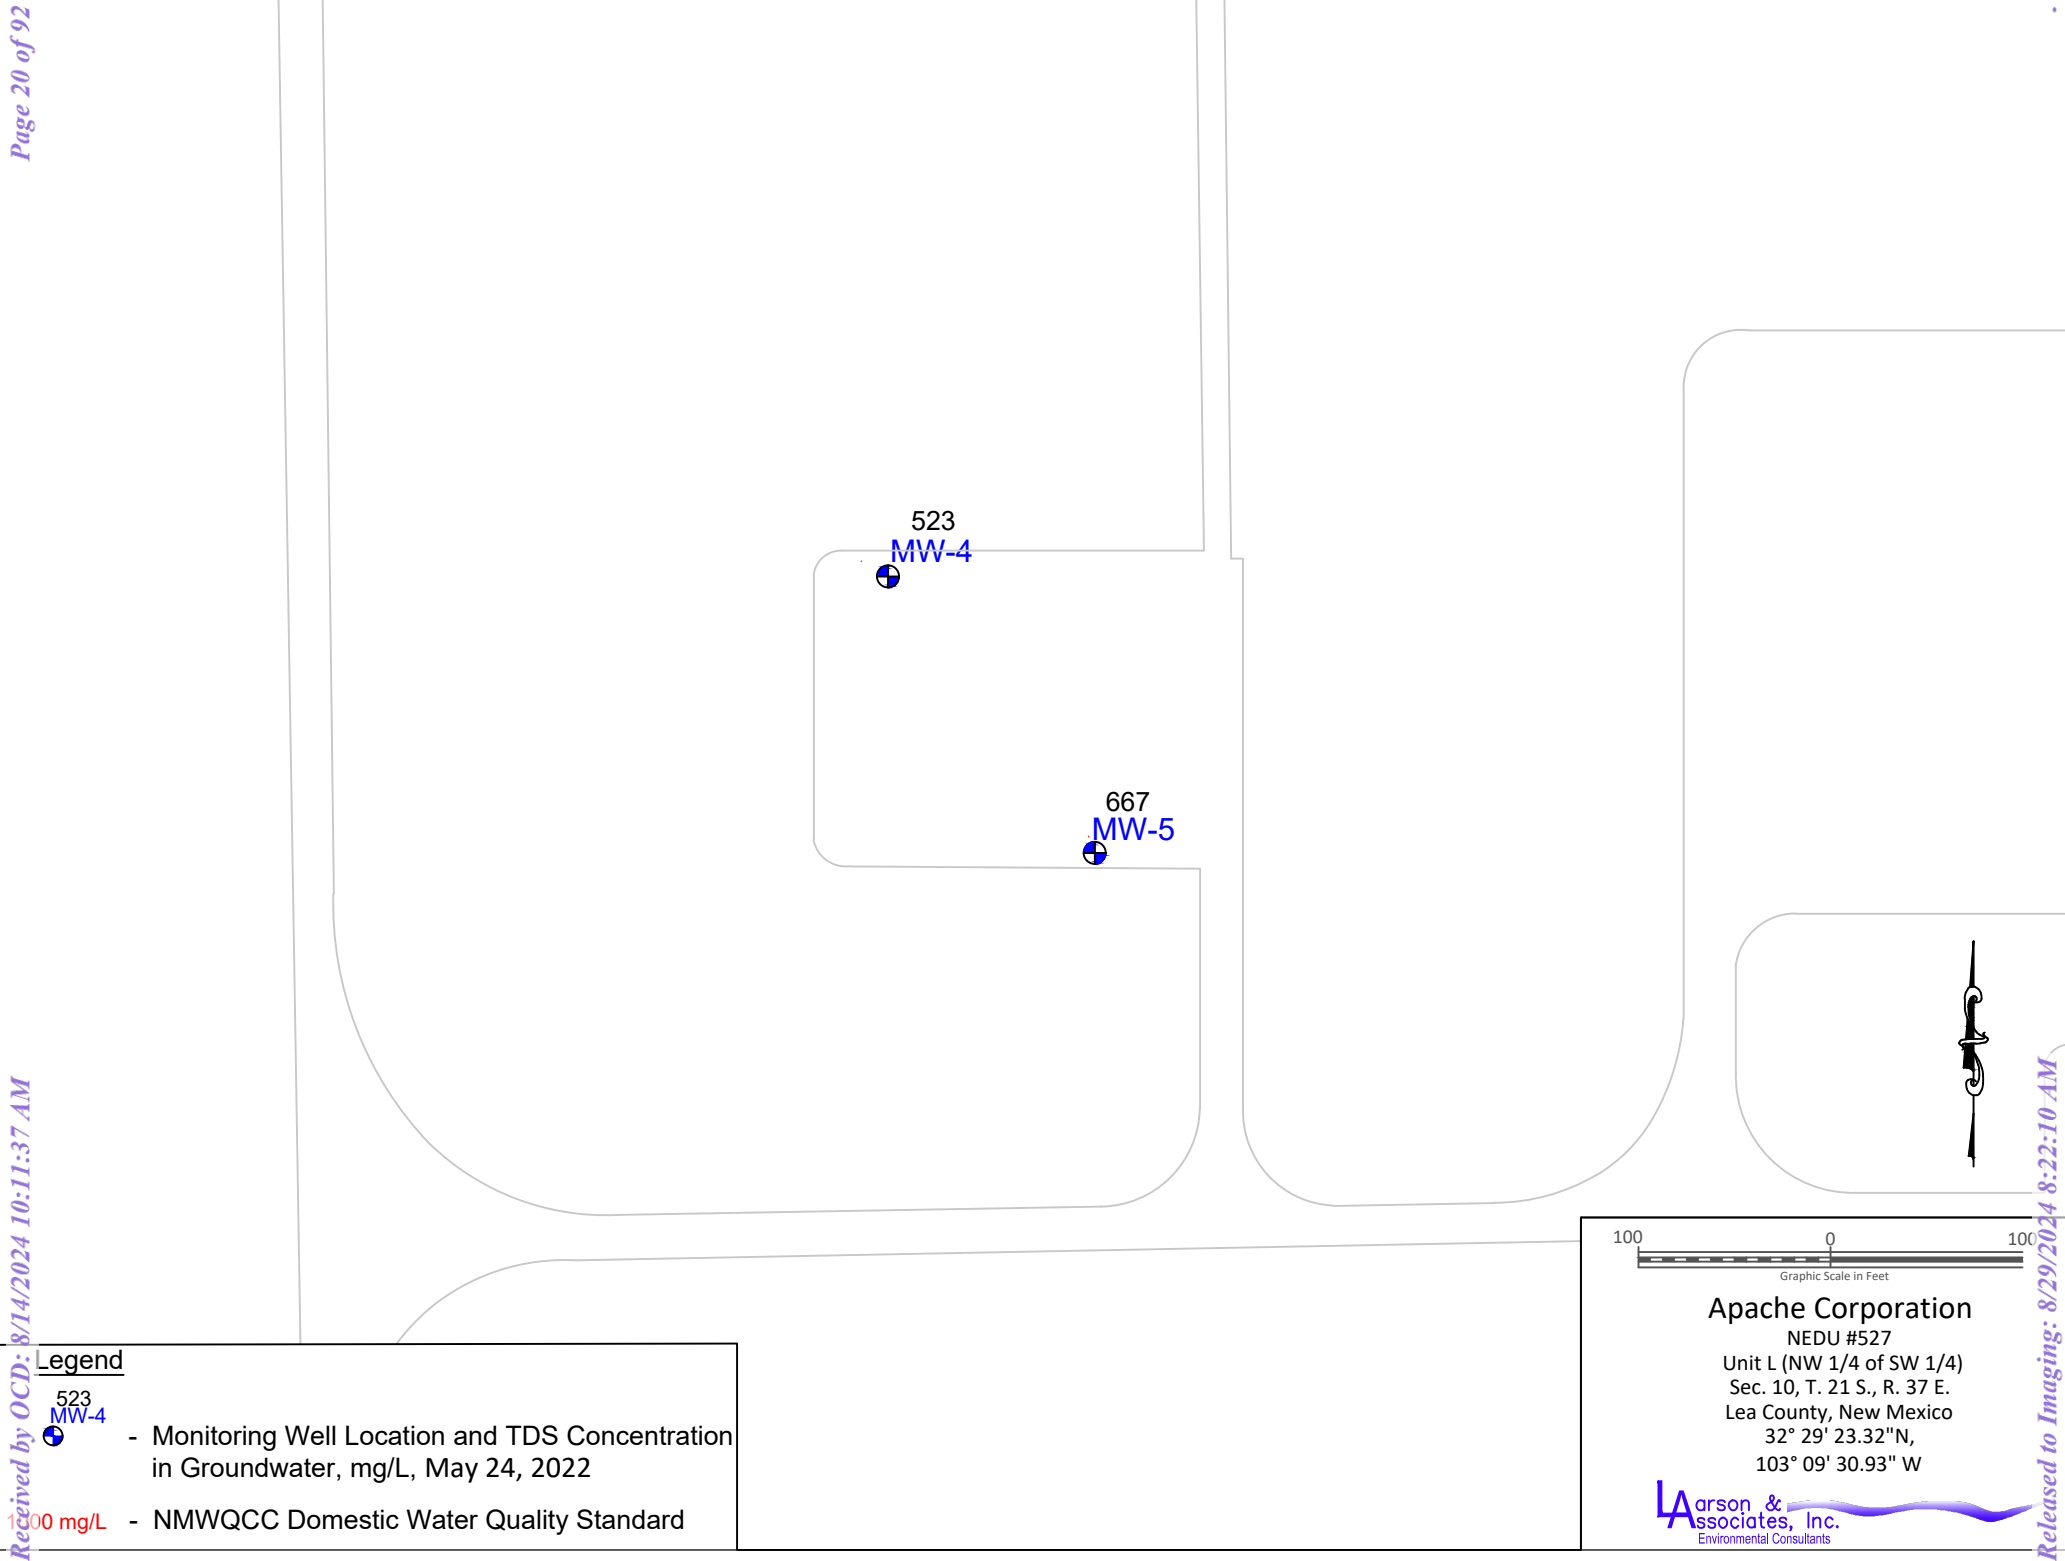 Page 20 of 92
Received by OCD: 8/14/2024 10:11:37 AM
Released to Imaging: 8/29/2024 8:22:10 AM
523
MW-4
667
MW-5
Legend
523
MW-4
- Monitoring Well Location and TDS Concentration
in Groundwater, mg/L, May 24, 2022
00 mg/L - NMWQCC Domestic Water Quality Standard
100 0 100
Graphic Scale in Feet
Apache Corporation
NEDU #527
Unit L (NW 1/4 of SW 1/4)
Sec. 10, T. 21 S., R. 37 E.
Lea County, New Mexico
32° 29' 23.32"N,
103° 09' 30.93" W
Larson &
Associates, Inc.
Environmental Consultants